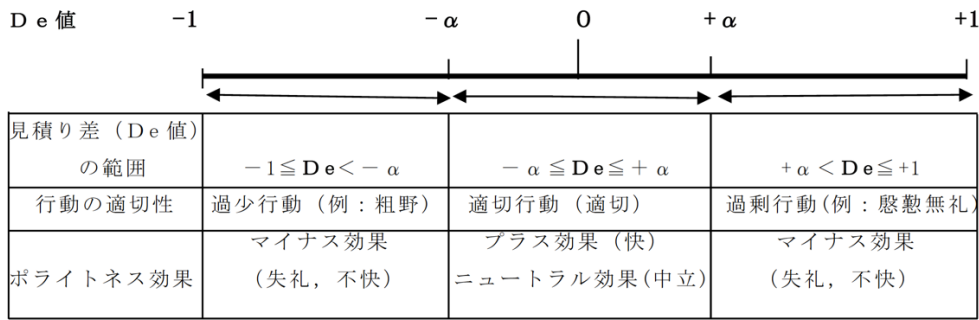 De値 -1 -α 0 +α +1
見積り差（De値）
の範囲 －1≦De<－α －α≦De≦＋α +α<De≦+1
行動の適切性 過少行動（例：粗野） 適切行動（適切） 過剰行動(例：慇懃無礼)
マイナス効果 プラス効果（快） マイナス効果
ポライトネス効果 （失礼，不快） ニュートラル効果(中立) （失礼，不快）